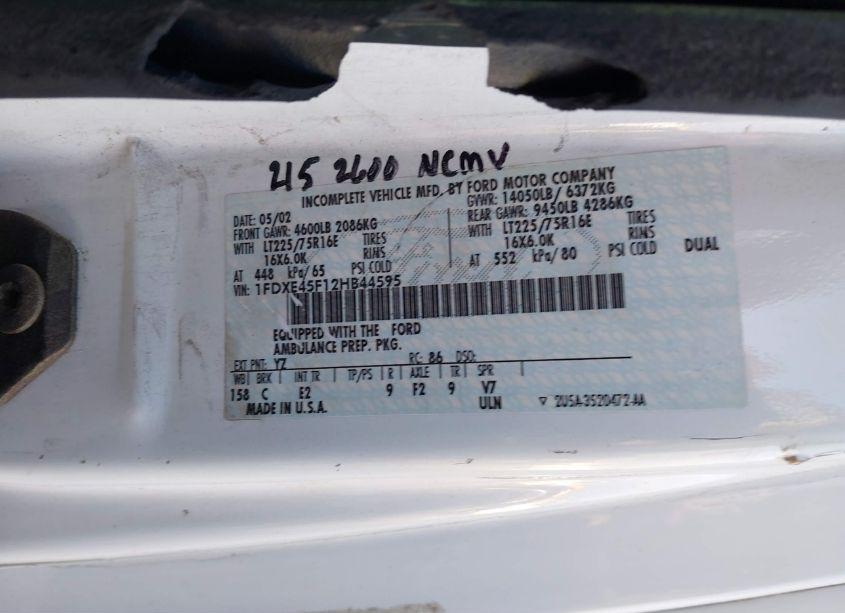 215 2600 NCMV
INCOMPLETE VEHICLE MFD. BY FORD MOTOR COMPANY
DATE: 05/02 GVWR: 14050LB/ 6372KG
FRONT GAWR: 4600LB 2086KG REAR GAWR: 9450LB 4286KG
WITH LT225/75R16E TIRES WITH LT225/75R16E TIRES
16X6.0K RIMS 16X6.0K RIMS
AT 448 kPa/65 PSI COLD AT 552 kPa/80 PSI COLD DUAL
VIN: 1FDXE45F12HB44595
EQUIPPED WITH THE FORD
AMBULANCE PREP. PKG.
EXT PNT: YZ RC: 86 DSO:
WB BRK INT TR TP/PS R AXLE TR SPR
158 C E2 9 F2 9 V7
MADE IN U.S.A. ULN ▽ 2U5A-3520472-AA